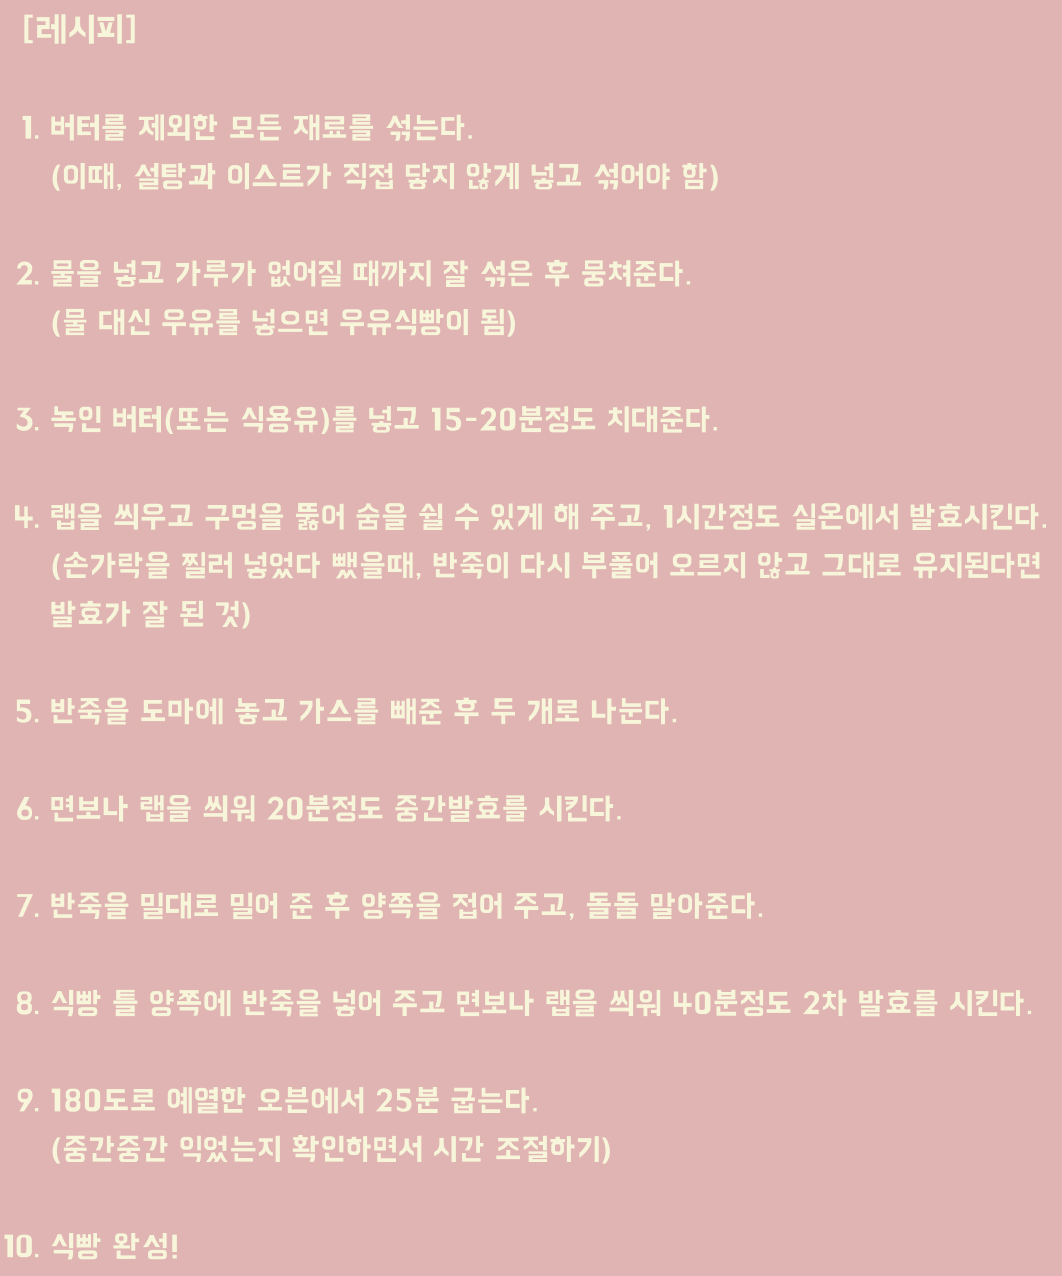 [레시피]
1. 버터를 제외한 모든 재료를 섞는다.
(이때, 설탕과 이스트가 직접 닿지 않게 넣고 섞어야 함)
2. 물을 넣고 가루가 없어질 때까지 잘 섞은 후 뭉쳐준다.
(물 대신 우유를 넣으면 우유식빵이 됨)
3. 녹인 버터(또는 식용유)를 넣고 15-20분정도 치대준다.
4. 랩을 씌우고 구멍을 뚫어 숨을 쉴 수 있게 해 주고, 1시간정도 실온에서 발효시킨다.
(손가락을 찔러 넣었다 뺐을때, 반죽이 다시 부풀어 오르지 않고 그대로 유지된다면
발효가 잘 된 것)
5. 반죽을 도마에 놓고 가스를 빼준 후 두 개로 나눈다.
6. 면보나 랩을 씌워 20분정도 중간발효를 시킨다.
7. 반죽을 밀대로 밀어 준 후 양쪽을 접어 주고, 돌돌 말아준다.
8. 식빵 틀 양쪽에 반죽을 넣어 주고 면보나 랩을 씌워 40분정도 2차 발효를 시킨다.
9. 180도로 예열한 오븐에서 25분 굽는다.
(중간중간 익었는지 확인하면서 시간 조절하기)
10. 식빵 완성!